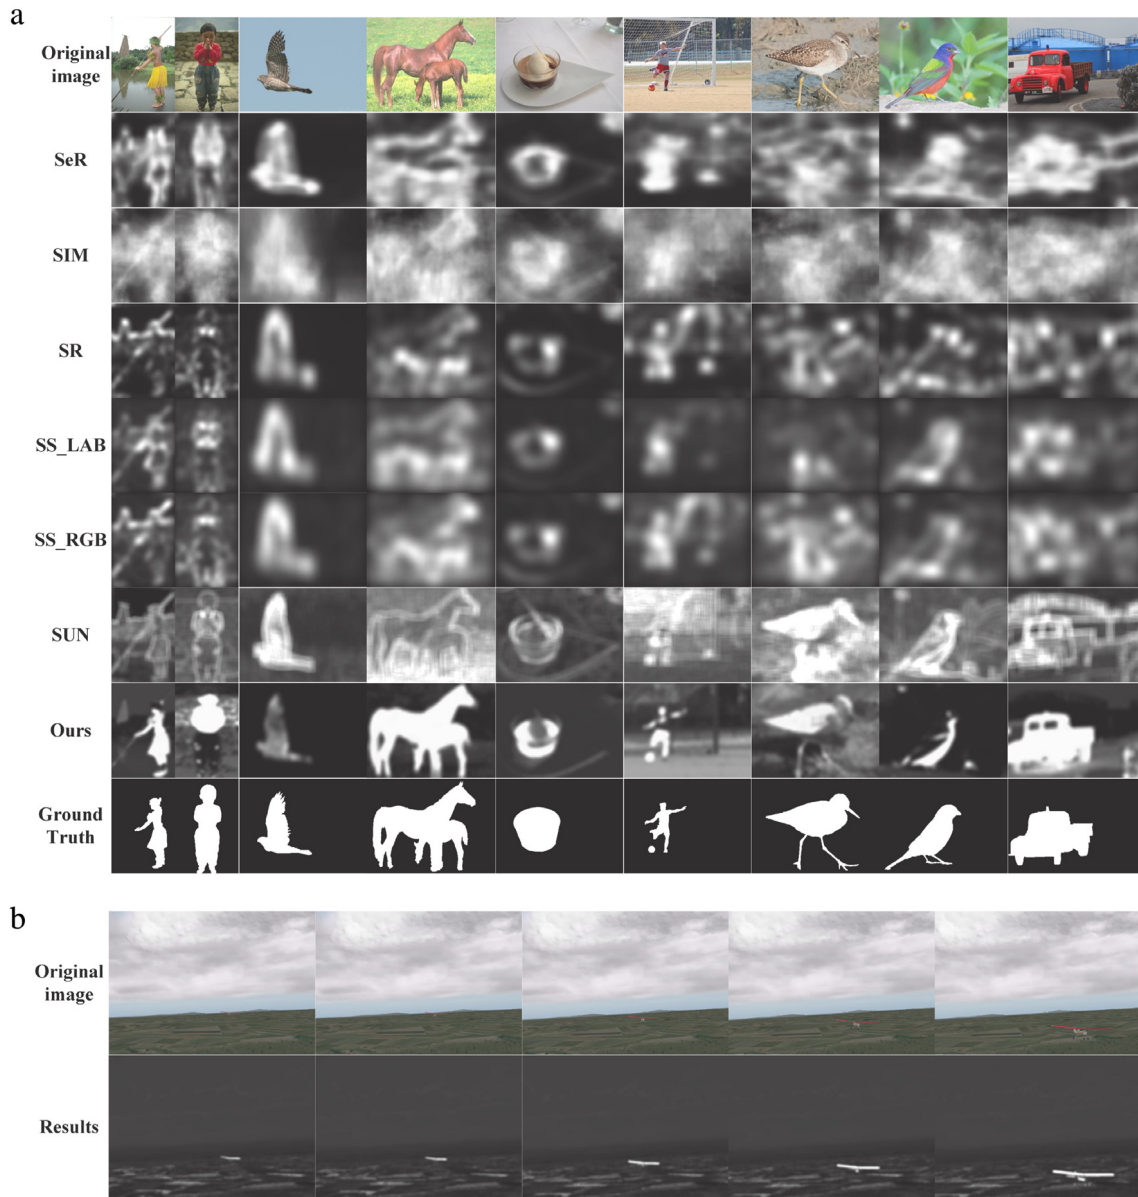 a
Original
image
SeR
SIM
SR
SS_LAB
SS_RGB
SUN
Ours
Ground
Truth
b
Original
image
Results